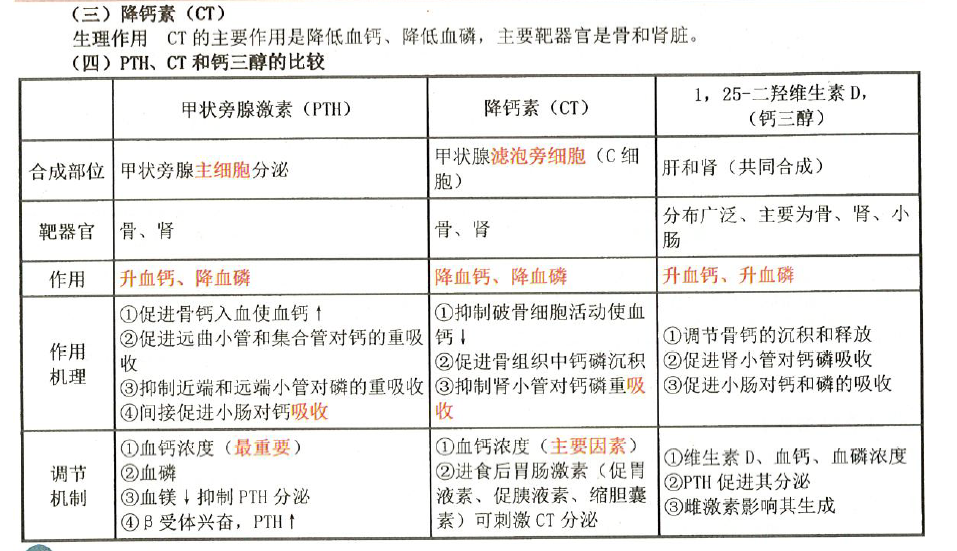 （三）降钙素（CT）
生理作用 CT 的主要作用是降低血钙、降低血磷，主要靶器官是骨和肾脏。
（四）PTH、CT 和钙三醇的比较
甲状旁腺激素（PTH）
降钙素（CT）
1，25-二羟维生素 D，
（钙三醇）
合成部位
甲状旁腺主细胞分泌
甲状腺滤泡旁细胞（C 细
胞）
肝和肾（共同合成）
靶器官
骨、肾
骨、肾
分布广泛、主要为骨、肾、小
肠
作用
升血钙、降血磷
降血钙、降血磷
升血钙、升血磷
作用
机理
①促进骨钙入血使血钙↑
②促进远曲小管和集合管对钙的重吸
收
③抑制近端和远端小管对磷的重吸收
④间接促进小肠对钙吸收
①抑制破骨细胞活动使血
钙↓
②促进骨组织中钙磷沉积
③抑制肾小管对钙磷重吸
收
①调节骨钙的沉积和释放
②促进肾小管对钙磷吸收
③促进小肠对钙和磷的吸收
调节
机制
①血钙浓度（最重要）
②血磷
③血镁↓抑制 PTH 分泌
④β受体兴奋，PTH↑
①血钙浓度（主要因素）
②进食后胃肠激素（促胃
液素、促胰液素、缩胆囊
素）可刺激 CT 分泌
①维生素 D、血钙、血磷浓度
②PTH 促进其分泌
③雌激素影响其生成